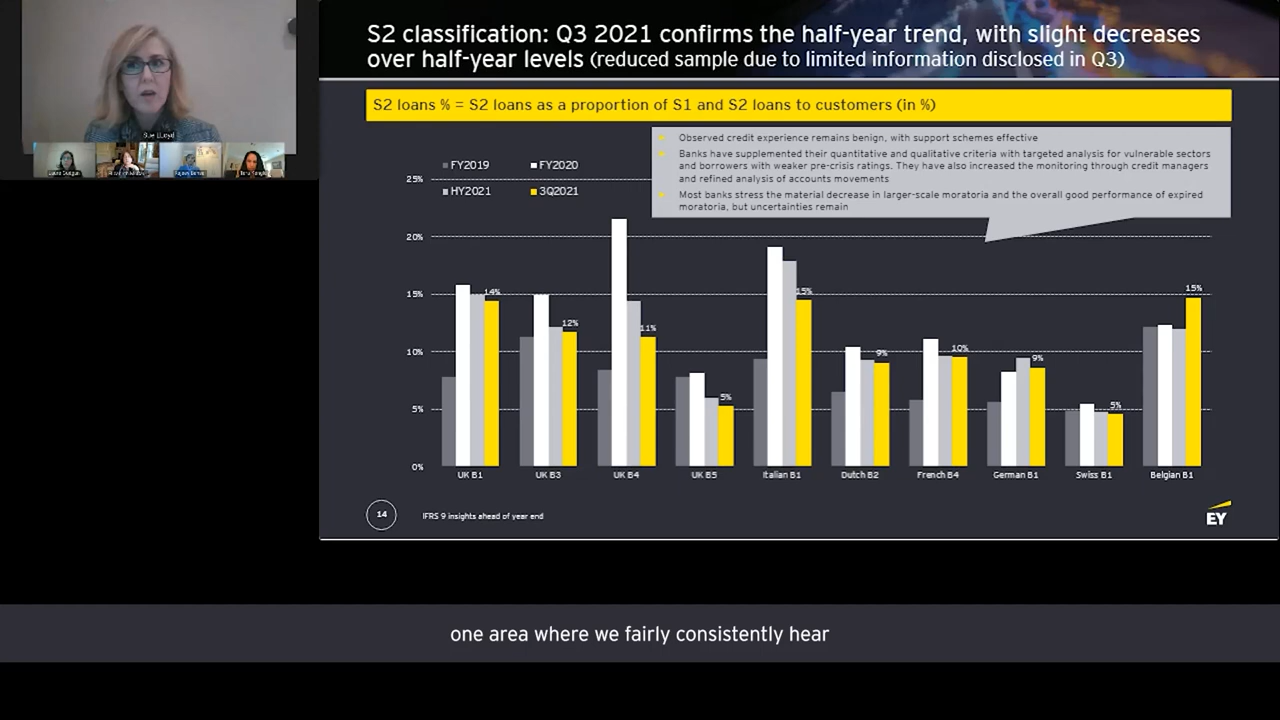 S2 classification: Q3 2021 confirms the half-year trend, with slight decreases
over half-year levels (reduced sample due to limited information disclosed in Q3)
S2 loans % = S2 loans as a proportion of S1 and S2 loans to customers (in %)
Observed credit experience remains benign, with support schemes effective
Banks have supplemented their quantitative and qualitative criteria with targeted analysis for vulnerable sectors
and borrowers with weaker pre-crisis ratings. They have also increased the monitoring through credit managers
and refined analysis of accounts movements
Most banks stress the material decrease in larger-scale moratoria and the overall good performance of expired
moratoria, but uncertainties remain
FY2019 FY2020
HY2021 3Q2021
25%
20%
15%
10%
5%
0%
14%
12%
11%
5%
15%
9%
10%
9%
5%
15%
UK B1 UK B3 UK B4 UK B5 Italian B1 Dutch B2 French B4 German B1 Swiss B1 Belgian B1
14 IFRS 9 insights ahead of year end
EY
Sue Lloyd
one area where we fairly consistently hear